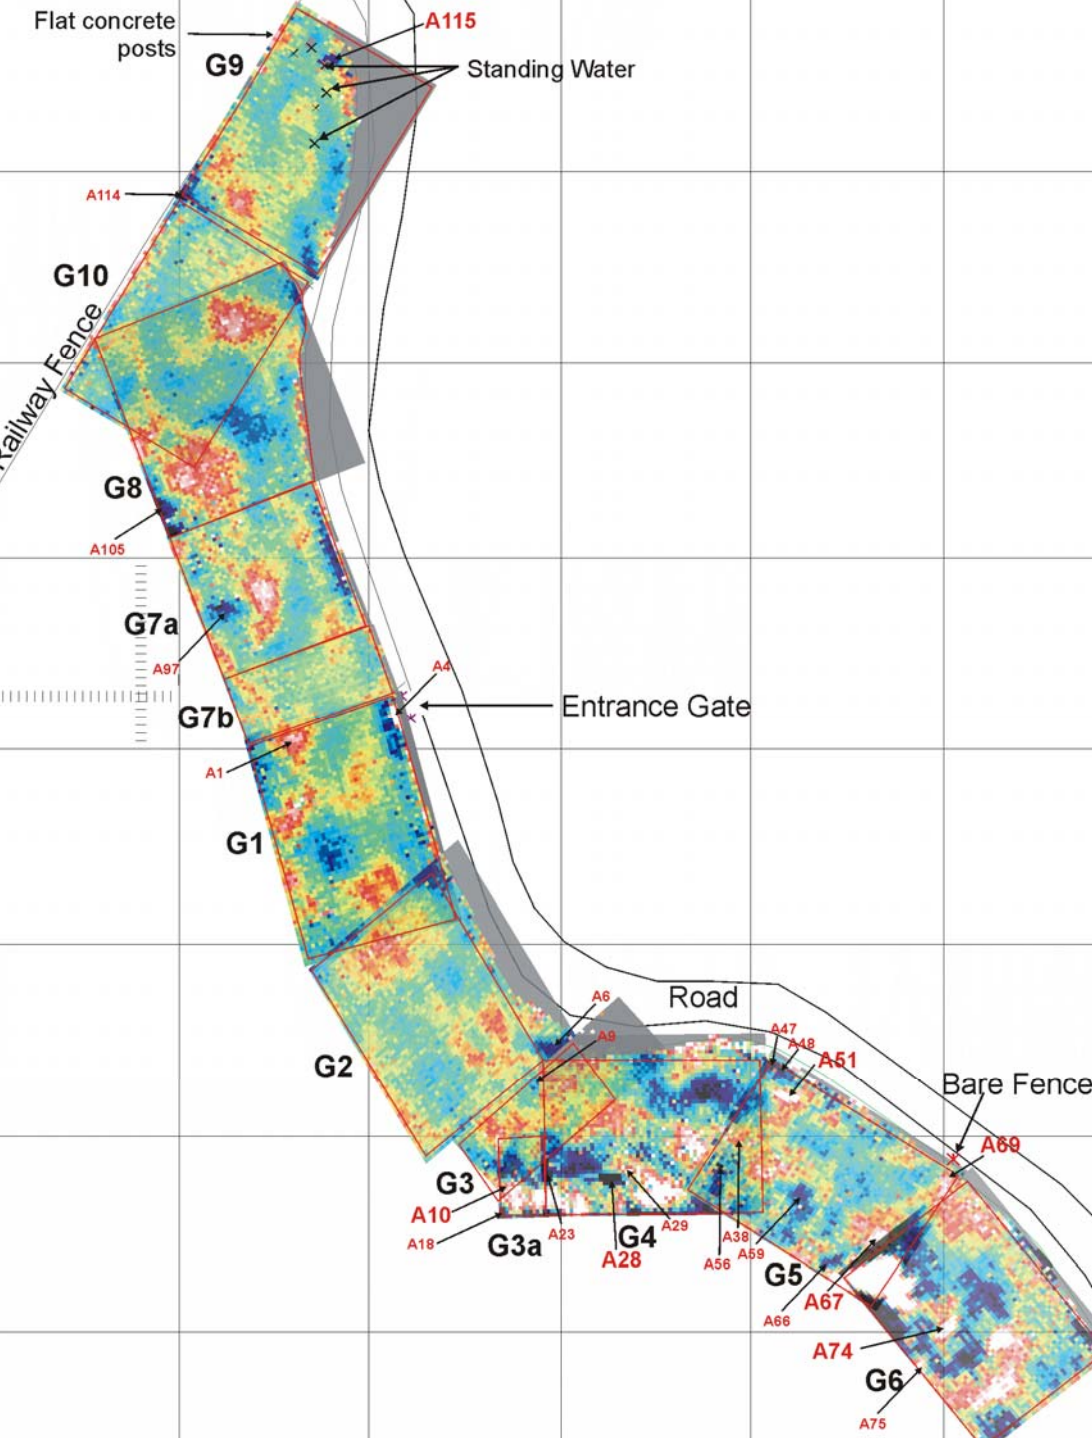 Flat concrete
posts
A115
G9
Standing Water
A114
G10
Railway Fence
G8
A105
G7a
A97
A4
G7b
Entrance Gate
A1
G1
Road
A6
A9
A47
A48
A51
G2
Bare Fence
A69
G3
A10
A18
G3a
A23
A28
G4
A29
A38
A56
A59
G5
A67
A66
A74
G6
A75